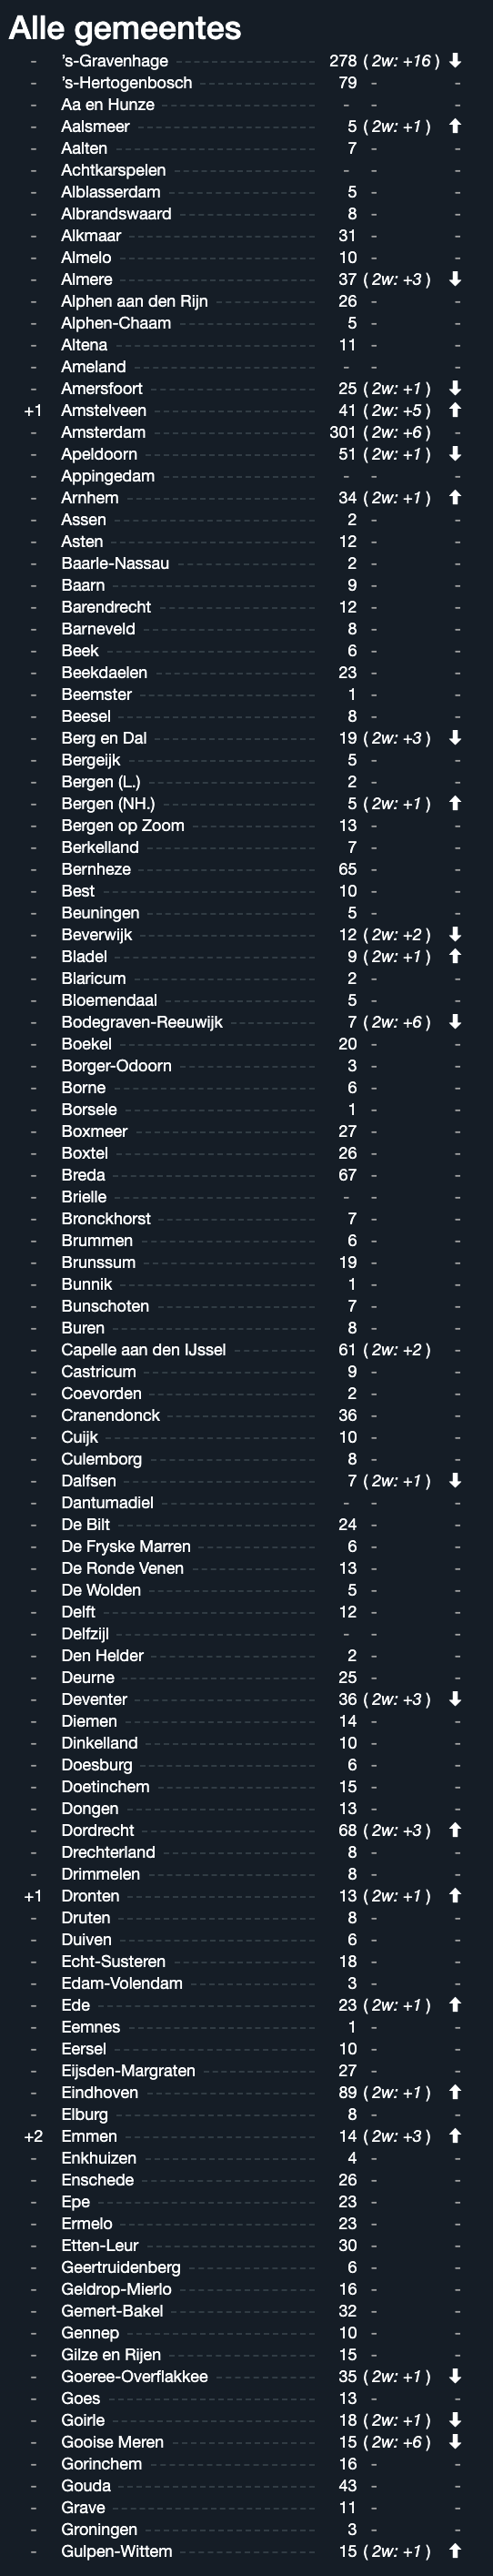 Alle gemeentes
- 's-Gravenhage 278 ( 2w: +16 ) ⬇
- 's-Hertogenbosch 79 - -
- Aa en Hunze - - -
- Aalsmeer 5 ( 2w: +1 ) ⬆
- Aalten 7 - -
- Achtkarspelen - - -
- Alblasserdam 5 - -
- Albrandswaard 8 - -
- Alkmaar 31 - -
- Almelo 10 - -
- Almere 37 ( 2w: +3 ) ⬇
- Alphen aan den Rijn 26 - -
- Alphen-Chaam 5 - -
- Altena 11 - -
- Ameland - - -
- Amersfoort 25 ( 2w: +1 ) ⬇
+1 Amstelveen 41 ( 2w: +5 ) ⬆
- Amsterdam 301 ( 2w: +6 ) -
- Apeldoorn 51 ( 2w: +1 ) ⬇
- Appingedam - - -
- Arnhem 34 ( 2w: +1 ) ⬆
- Assen 2 - -
- Asten 12 - -
- Baarle-Nassau 2 - -
- Baarn 9 - -
- Barendrecht 12 - -
- Barneveld 8 - -
- Beek 6 - -
- Beekdaelen 23 - -
- Beemster 1 - -
- Beesel 8 - -
- Berg en Dal 19 ( 2w: +3 ) ⬇
- Bergeijk 5 - -
- Bergen (L.) 2 - -
- Bergen (NH.) 5 ( 2w: +1 ) ⬆
- Bergen op Zoom 13 - -
- Berkelland 7 - -
- Bernheze 65 - -
- Best 10 - -
- Beuningen 5 - -
- Beverwijk 12 ( 2w: +2 ) ⬇
- Bladel 9 ( 2w: +1 ) ⬆
- Blaricum 2 - -
- Bloemendaal 5 - -
- Bodegraven-Reeuwijk 7 ( 2w: +6 ) ⬇
- Boekel 20 - -
- Borger-Odoorn 3 - -
- Borne 6 - -
- Borsele 1 - -
- Boxmeer 27 - -
- Boxtel 26 - -
- Breda 67 - -
- Brielle - - -
- Bronckhorst 7 - -
- Brummen 6 - -
- Brunssum 19 - -
- Bunnik 1 - -
- Bunschoten 7 - -
- Buren 8 - -
- Capelle aan den IJssel 61 ( 2w: +2 ) -
- Castricum 9 - -
- Coevorden 2 - -
- Cranendonck 36 - -
- Cuijk 10 - -
- Culemborg 8 - -
- Dalfsen 7 ( 2w: +1 ) ⬇
- Dantumadiel - - -
- De Bilt 24 - -
- De Fryske Marren 6 - -
- De Ronde Venen 13 - -
- De Wolden 5 - -
- Delft 12 - -
- Delfzijl - - -
- Den Helder 2 - -
- Deurne 25 - -
- Deventer 36 ( 2w: +3 ) ⬇
- Diemen 14 - -
- Dinkelland 10 - -
- Doesburg 6 - -
- Doetinchem 15 - -
- Dongen 13 - -
- Dordrecht 68 ( 2w: +3 ) ⬆
- Drechterland 8 - -
- Drimmelen 8 - -
+1 Dronten 13 ( 2w: +1 ) ⬆
- Druten 8 - -
- Duiven 6 - -
- Echt-Susteren 18 - -
- Edam-Volendam 3 - -
- Ede 23 ( 2w: +1 ) ⬆
- Eemnes 1 - -
- Eersel 10 - -
- Eijsden-Margraten 27 - -
- Eindhoven 89 ( 2w: +1 ) ⬆
- Elburg 8 - -
+2 Emmen 14 ( 2w: +3 ) ⬆
- Enkhuizen 4 - -
- Enschede 26 - -
- Epe 23 - -
- Ermelo 23 - -
- Etten-Leur 30 - -
- Geertruidenberg 6 - -
- Geldrop-Mierlo 16 - -
- Gemert-Bakel 32 - -
- Gennep 10 - -
- Gilze en Rijen 15 - -
- Goeree-Overflakkee 35 ( 2w: +1 ) ⬇
- Goes 13 - -
- Goirle 18 ( 2w: +1 ) ⬇
- Gooise Meren 15 ( 2w: +6 ) ⬇
- Gorinchem 16 - -
- Gouda 43 - -
- Grave 11 - -
- Groningen 3 - -
- Gulpen-Wittem 15 ( 2w: +1 ) ⬆